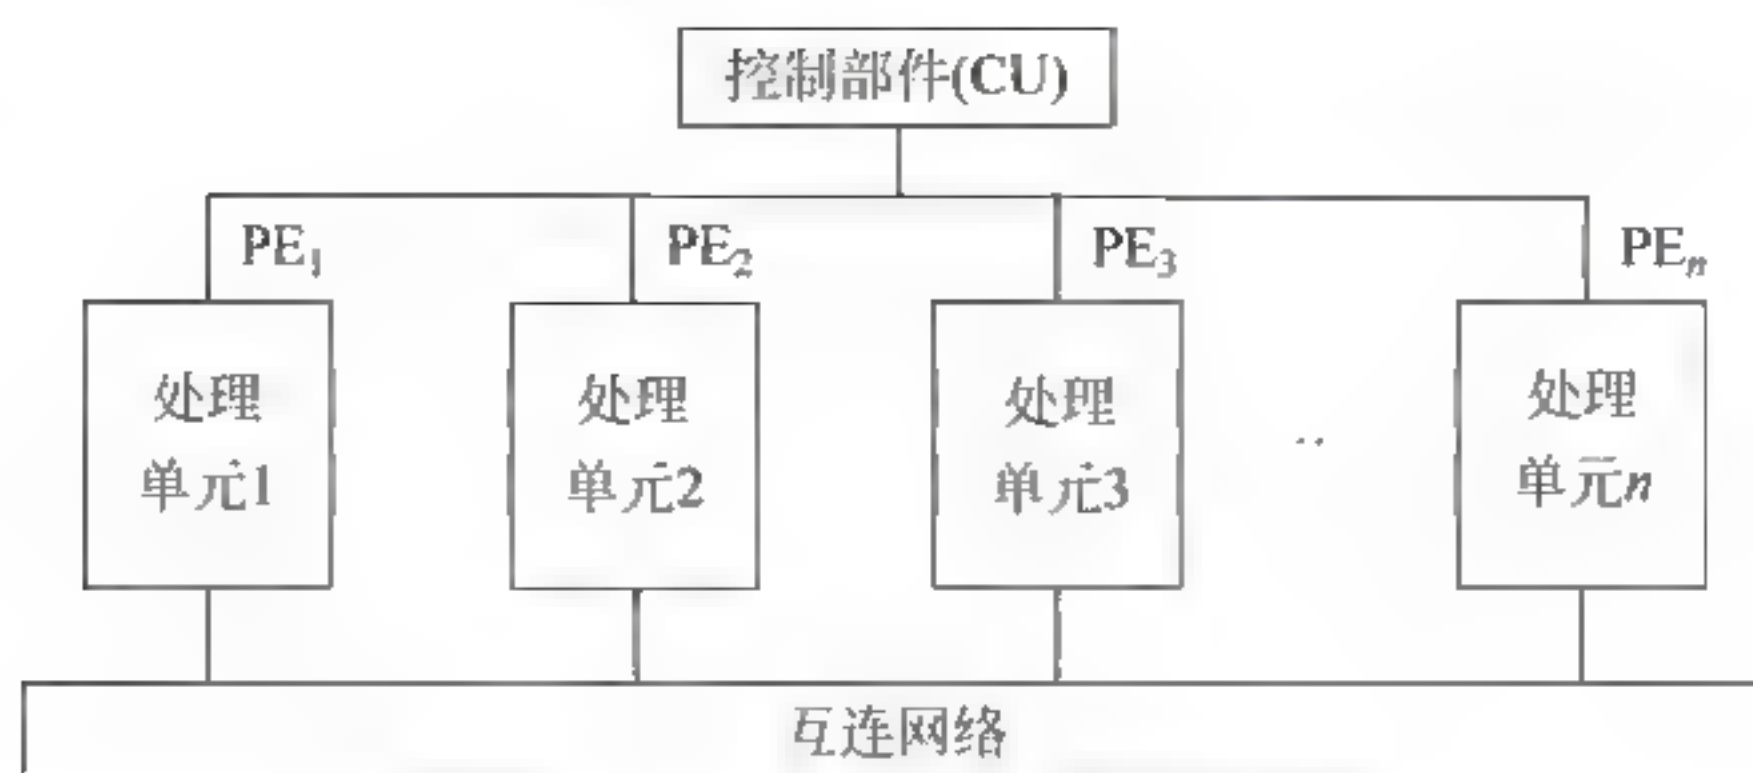 控制部件(CU)
PE₁
PE₂
PE₃
PEₙ
处理
单元1
处理
单元2
处理
单元3
··
处理
单元n
互连网络